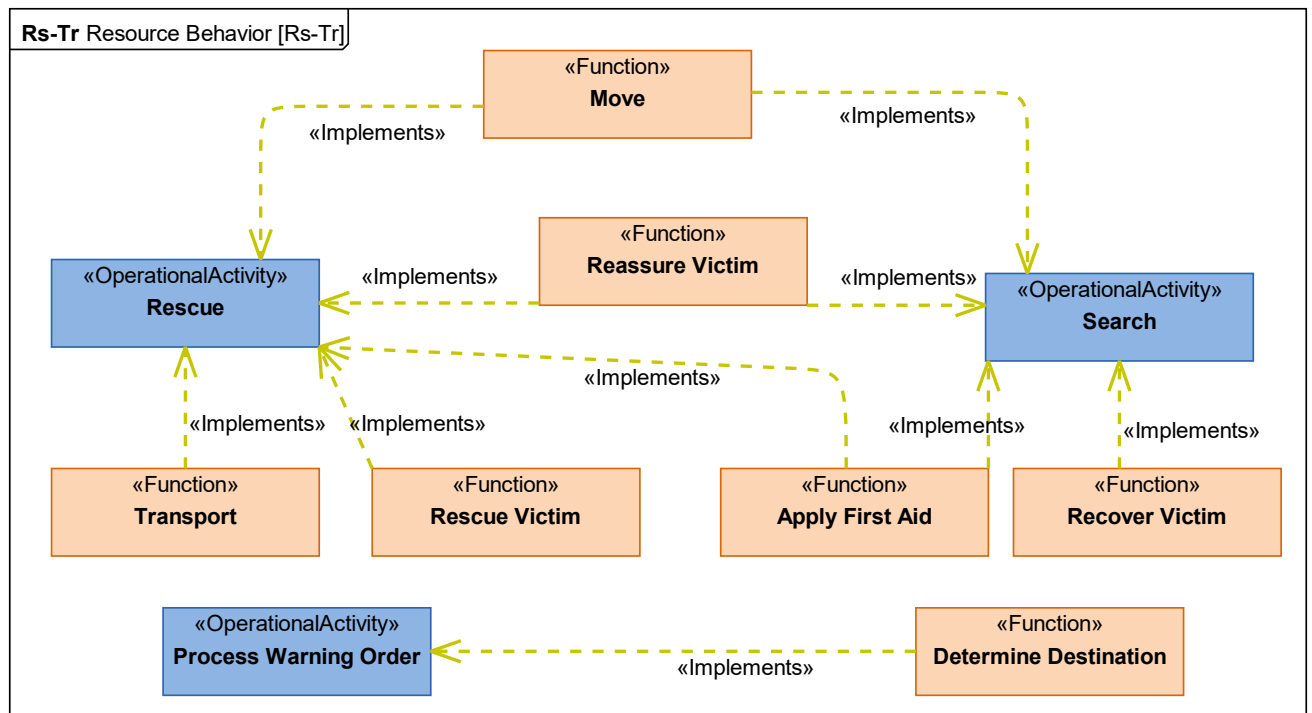 Rs-Tr Resource Behavior [Rs-Tr]
«Function»
Move
«Implements»
«Implements»
«Function»
Reassure Victim
«OperationalActivity»
Rescue
«Implements»
«Implements»
«OperationalActivity»
Search
«Implements»
«Implements»
«Implements»
«Implements»
«Implements»
«Function»
Transport
«Function»
Rescue Victim
«Function»
Apply First Aid
«Function»
Recover Victim
«OperationalActivity»
Process Warning Order
«Implements»
«Function»
Determine Destination